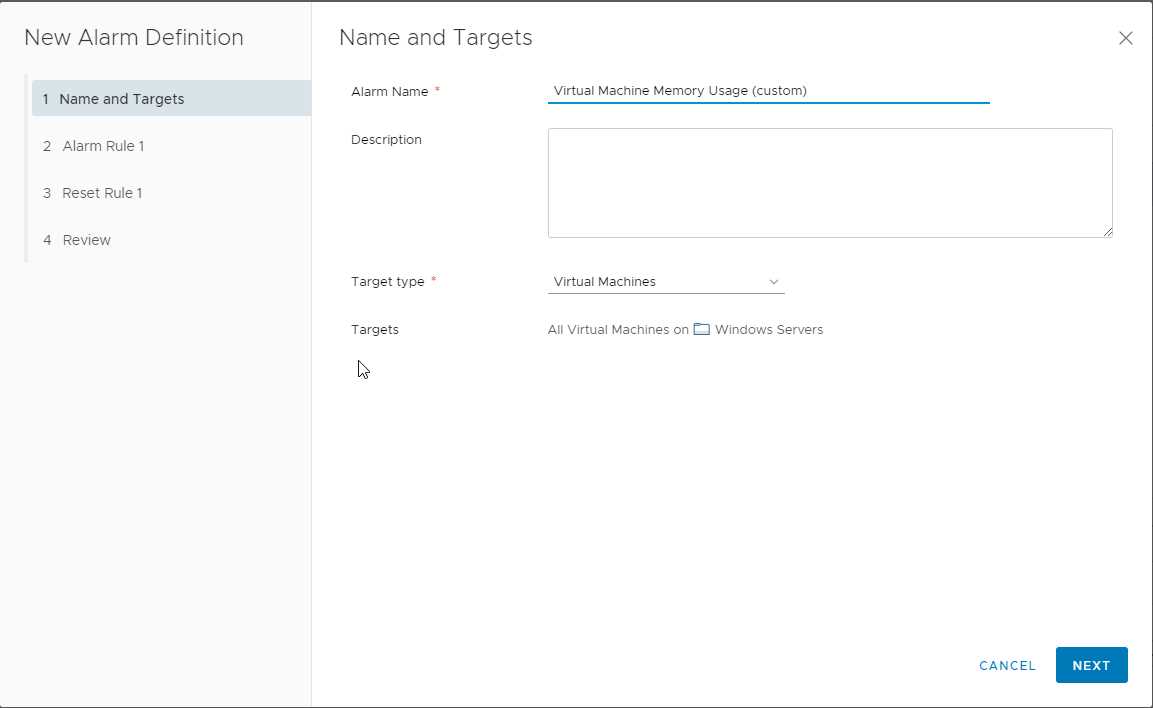 New Alarm Definition
1 Name and Targets
2 Alarm Rule 1
3 Reset Rule 1
4 Review
Name and Targets
Alarm Name * Virtual Machine Memory Usage (custom)
Description
Target type * Virtual Machines
Targets All Virtual Machines on Windows Servers
CANCEL NEXT